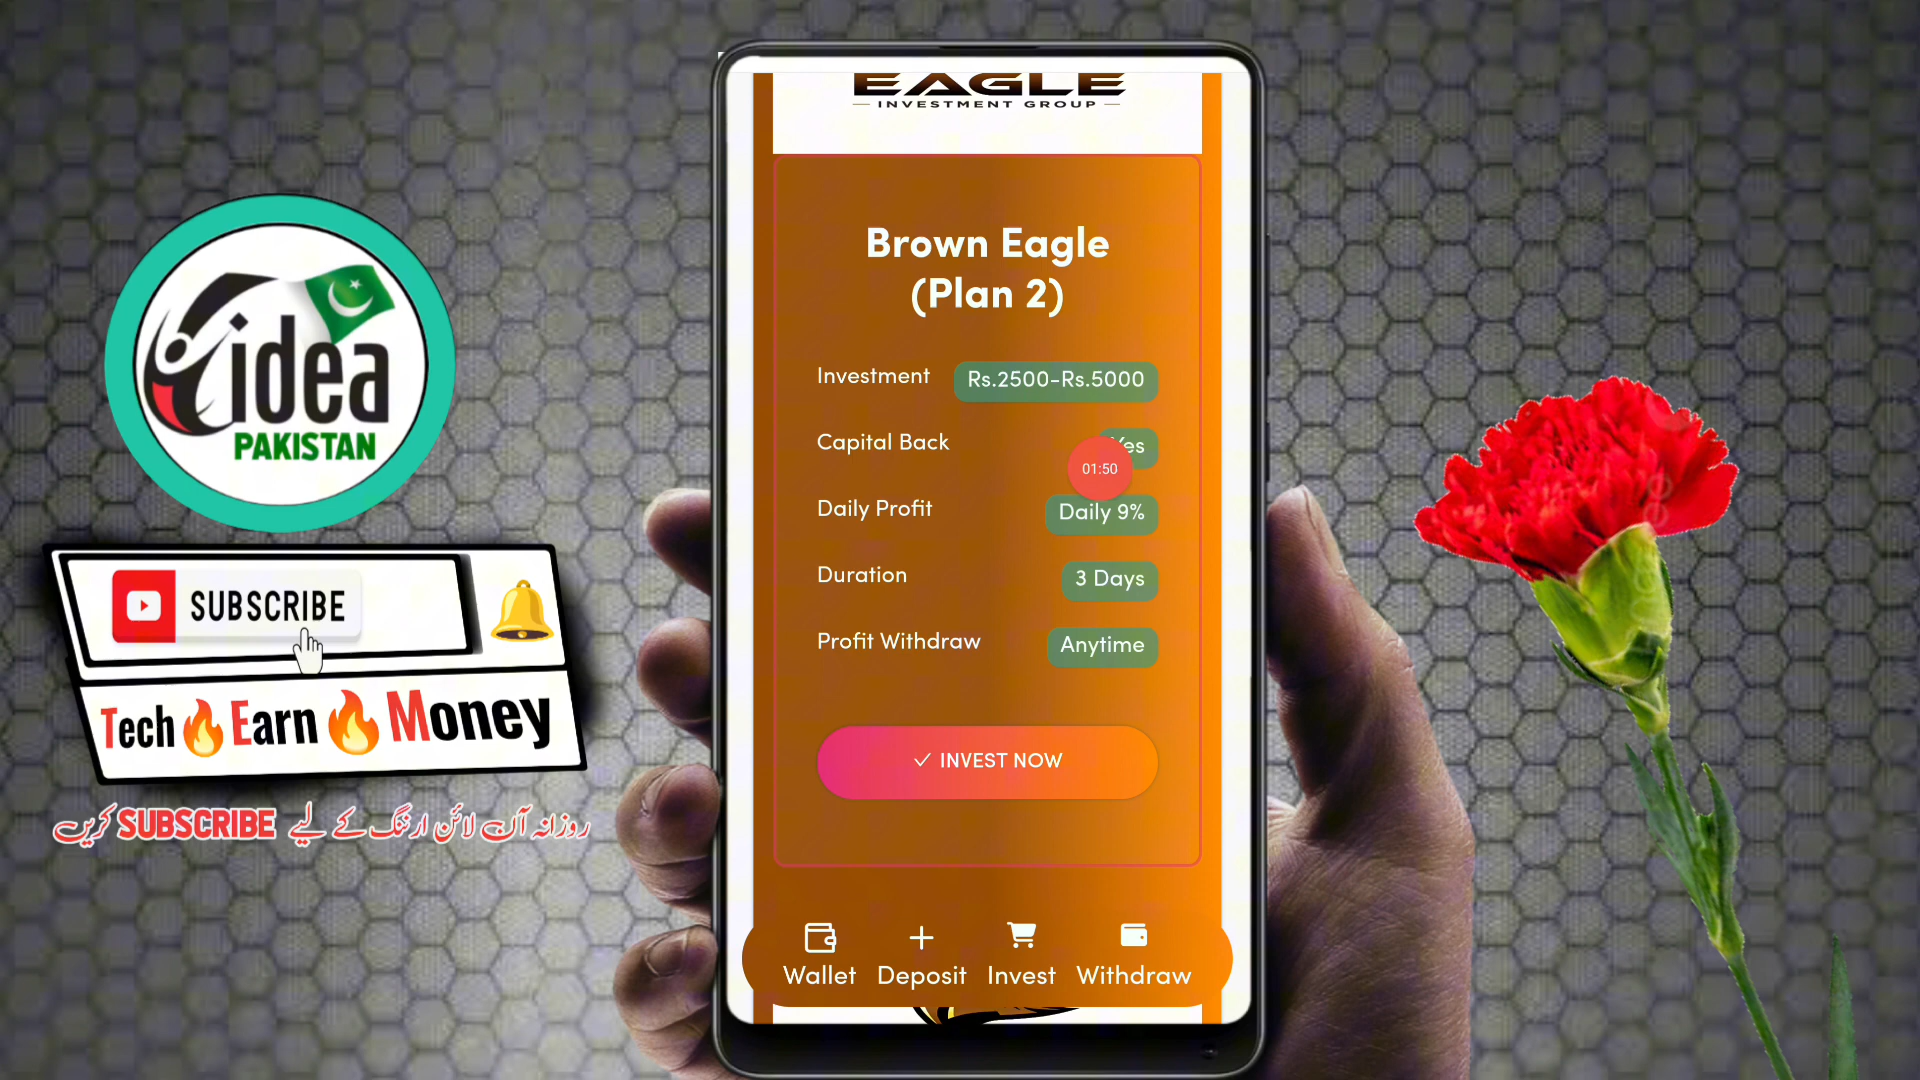 idea
PAKISTAN
SUBSCRIBE
Tech Earn Money
روزانہ آن لائن ارننگ کے لیے SUBSCRIBE کریں
EAGLE
INVESTMENT GROUP
Brown Eagle
(Plan 2)
Investment Rs.2500-Rs.5000
Capital Back Yes
01:50
Daily Profit Daily 9%
Duration 3 Days
Profit Withdraw Anytime
INVEST NOW
Wallet Deposit Invest Withdraw